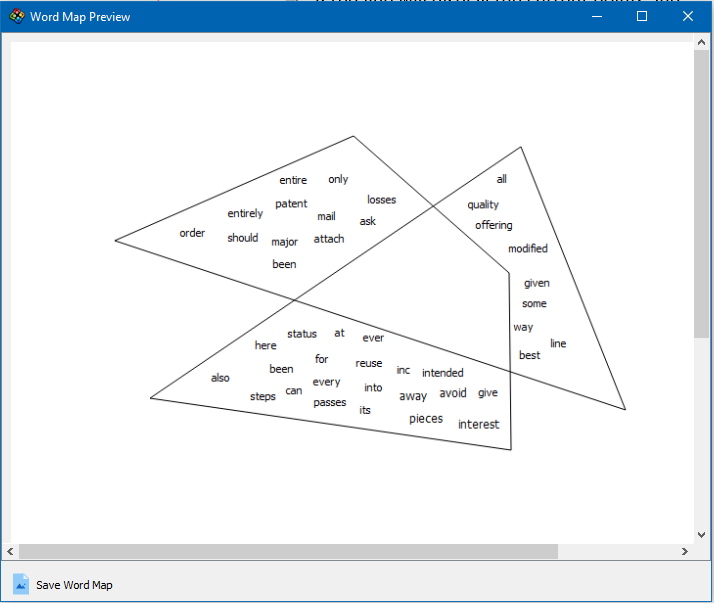 Word Map Preview
entire only
patent losses
entirely mail ask
order should major attach
been
all
quality
offering
modified
given
some
way
line
best
status at ever
here
for reuse inc intended
been
also every into
steps can away avoid give
passes its
pieces interest
Save Word Map